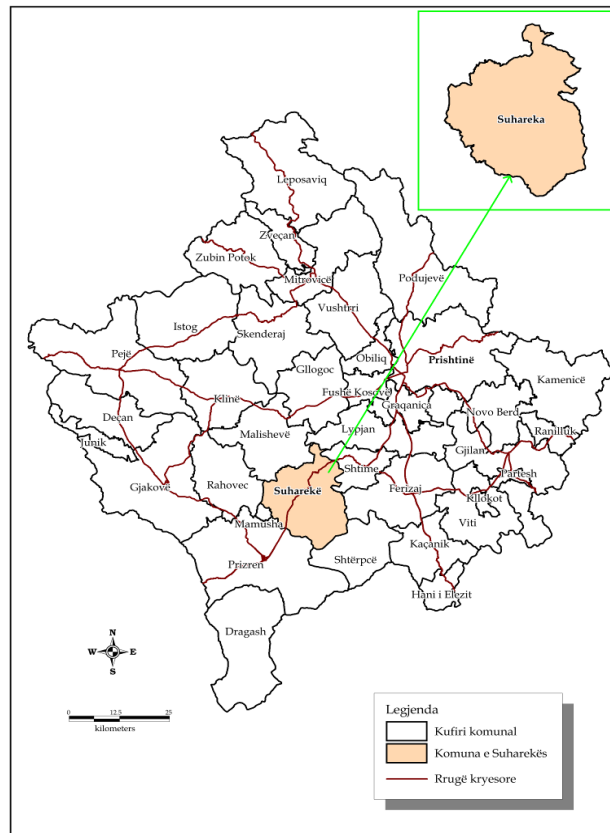 Suhareka
Leposaviq
Zveçan
Zubin Potok
Mitrovicë
Podujevë
Vushtrri
Istog
Skenderaj
Obiliq
Prishtinë
Pejë
Gllogoc
Kamenicë
Fushë Kosovë
Klinë
Graqanica
Novo Berd
Deçan
Lypjan
Ranilluk
Malishevë
Junik
Gjilan
Shtime
Partesh
Gjakovë
Rahovec
Suharekë
Ferizaj
Kllokot
Mamusha
Viti
Kaçanik
Shtërpcë
Prizren
Hani i Elezit
Dragash
N
W E
S
0 12.5 25
kilometers
Legjenda
Kufiri komunal
Komuna e Suharekës
Rrugë kryesore